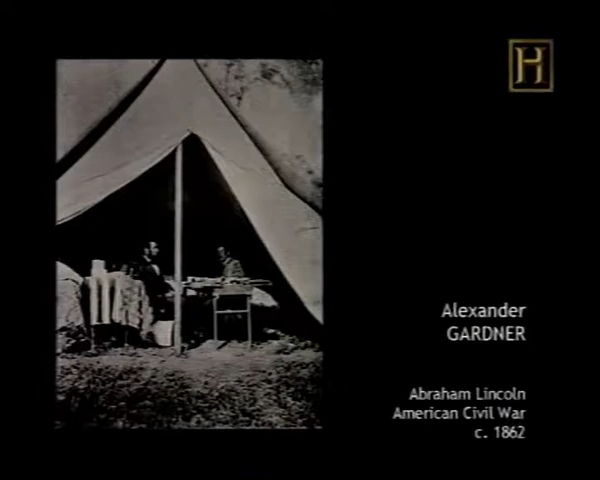 H
Alexander
GARDNER
Abraham Lincoln
American Civil War
c. 1862